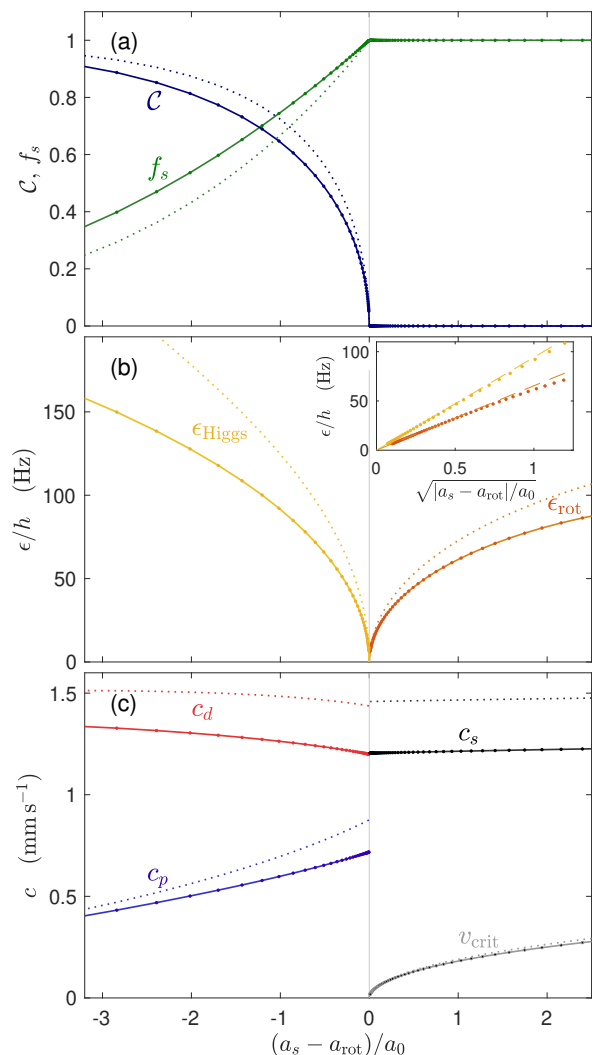 (a)
1
0.8
0.6
0.4
0.2
0
𝒞, f_s
𝒞
f_s
(b)
150
100
50
0
ϵ/h (Hz)
ϵ_Higgs
ϵ_rot
100
50
0
ϵ/h (Hz)
0 0.5 1
√|a_s − a_rot|/a_0
(c)
1.5
1
0.5
0
c (mm s⁻¹)
c_d
c_s
c_p
v_crit
-3 -2 -1 0 1 2
(a_s − a_rot)/a_0